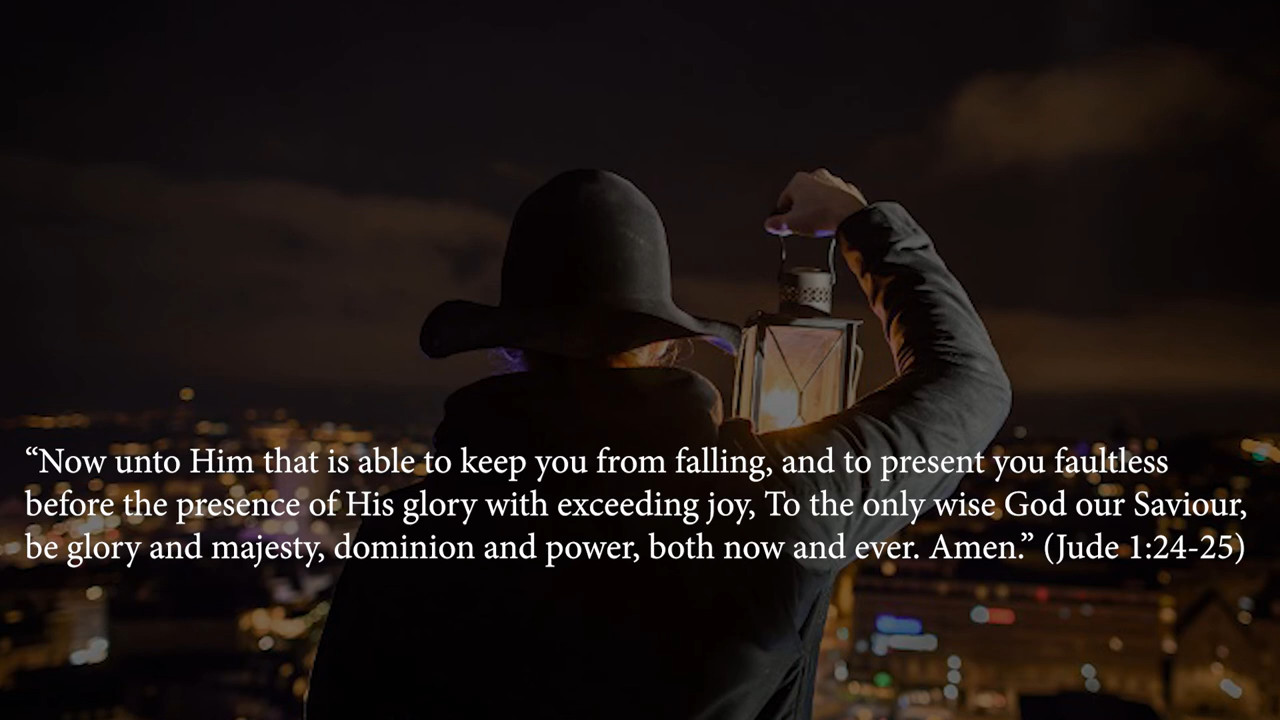 “Now unto Him that is able to keep you from falling, and to present you faultless
before the presence of His glory with exceeding joy, To the only wise God our Saviour,
be glory and majesty, dominion and power, both now and ever. Amen.” (Jude 1:24-25)